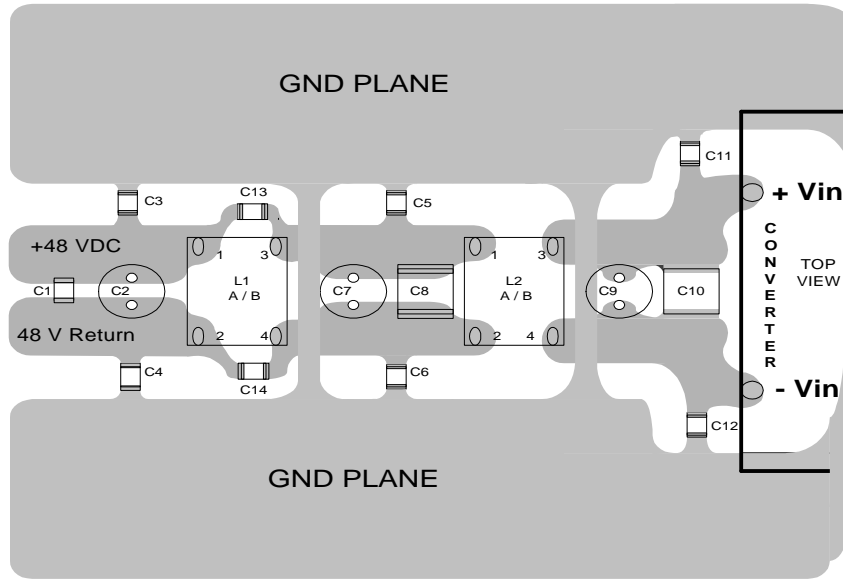 GND PLANE
C3
C13
C5
C11
+ Vin
+48 VDC
1
3
1
3
C1
C2
L1
A / B
C7
C8
L2
A / B
C9
C10
CONVERTER
TOP
VIEW
48 V Return
2
4
2
4
C4
C14
C6
- Vin
C12
GND PLANE